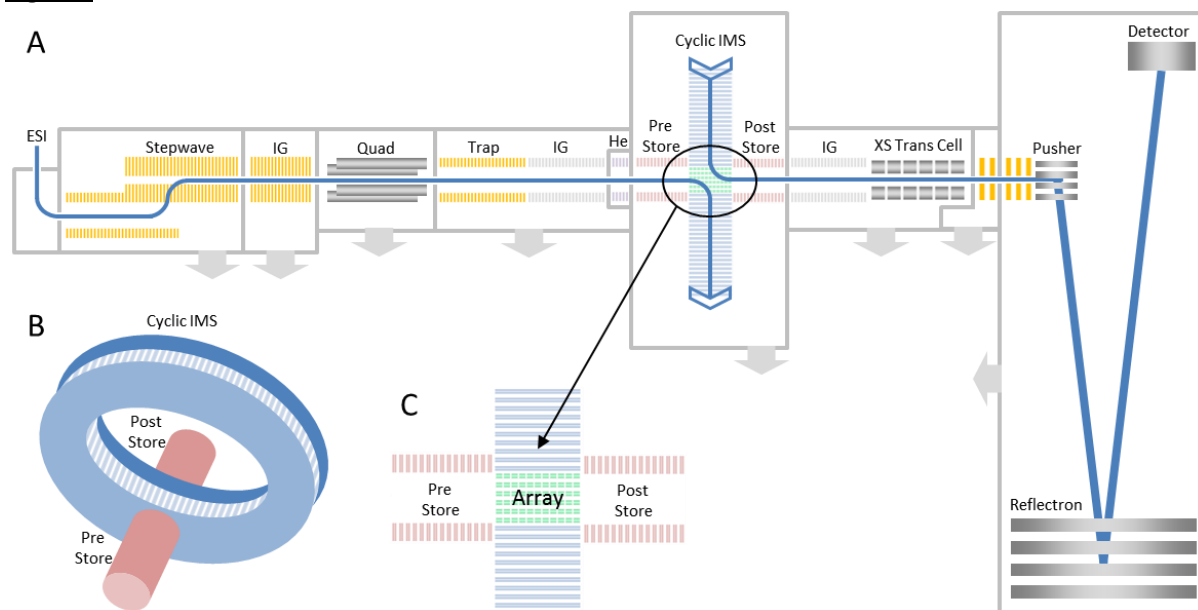 A
Cyclic IMS
Detector
ESI
Stepwave
IG
Quad
Trap
IG
He
Pre
Store
Post
Store
IG
XS Trans Cell
Pusher
B
Cyclic IMS
Post
Store
Pre
Store
C
Pre
Store
Array
Post
Store
Reflectron